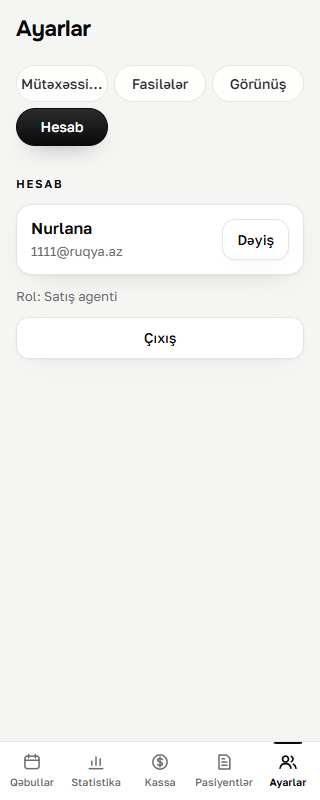 Ayarlar
Mütəxəssi...
Fasilələr
Görünüş
Hesab
HESAB
Nurlana
1111@ruqya.az
Dəyiş
Rol: Satış agenti
Çıxış
Qəbullar
Statistika
Kassa
Pasiyentlər
Ayarlar